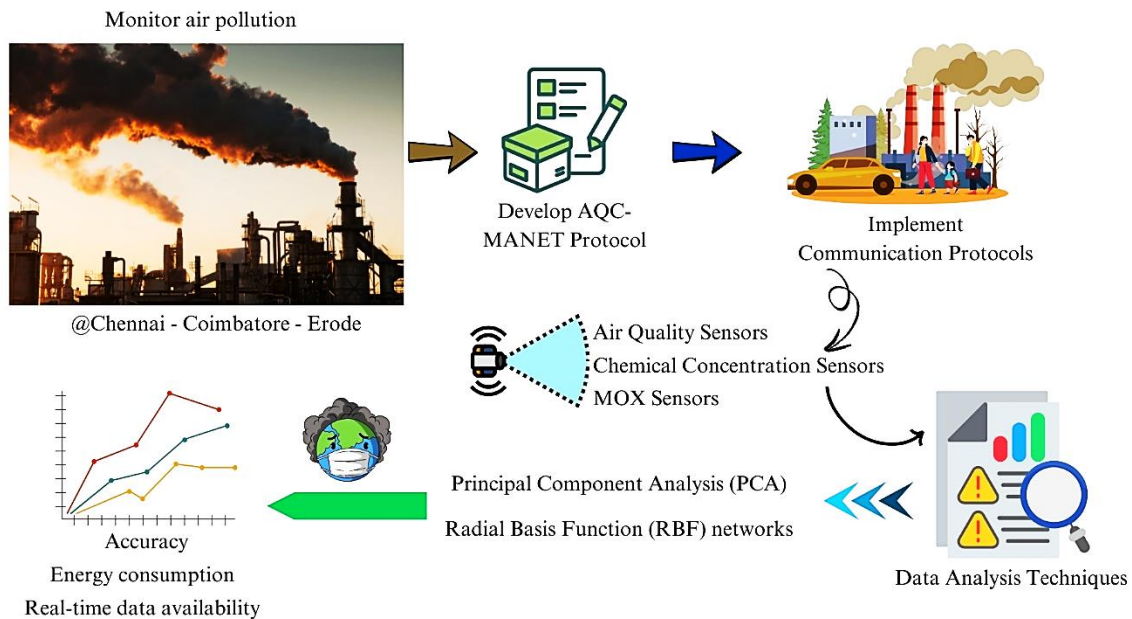 Monitor air pollution
@Chennai - Coimbatore - Erode
Develop AQC-
MANET Protocol
Implement
Communication Protocols
Air Quality Sensors
Chemical Concentration Sensors
MOX Sensors
Data Analysis Techniques
Principal Component Analysis (PCA)
Radial Basis Function (RBF) networks
Accuracy
Energy consumption
Real-time data availability